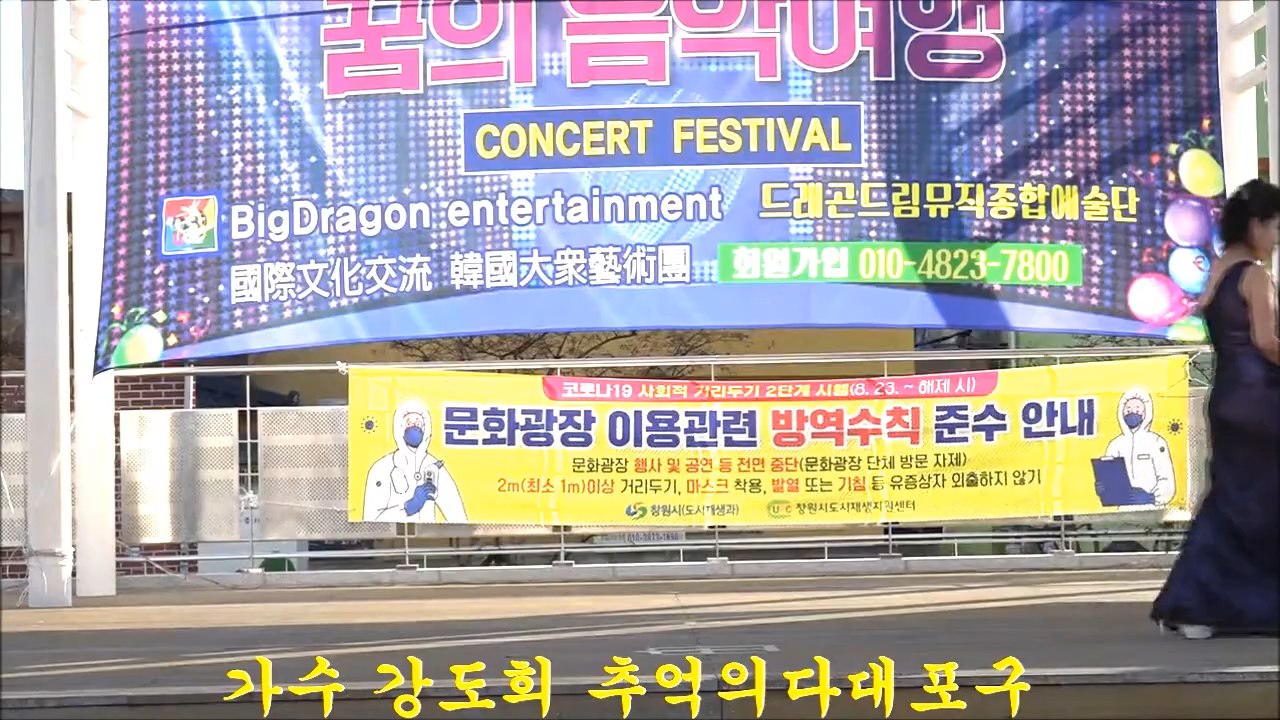 꿈의 음악여행
CONCERT FESTIVAL
BigDragon entertainment 드래곤드림뮤직종합예술단
國際文化交流 韓國大衆藝術團 회원가입 010-4823-7800
코로나19 사회적 거리두기 2단계 시행(8. 23. ~ 해제 시)
문화광장 이용관련 방역수칙 준수 안내
문화광장 행사 및 공연 등 전면 중단(문화광장 단체 방문 자제)
2m(최소 1m)이상 거리두기, 마스크 착용, 발열 또는 기침 등 유증상자 외출하지 않기
창원시(도시재생과) 창원시도시재생지원센터
가수 강도희 추억의다대포구